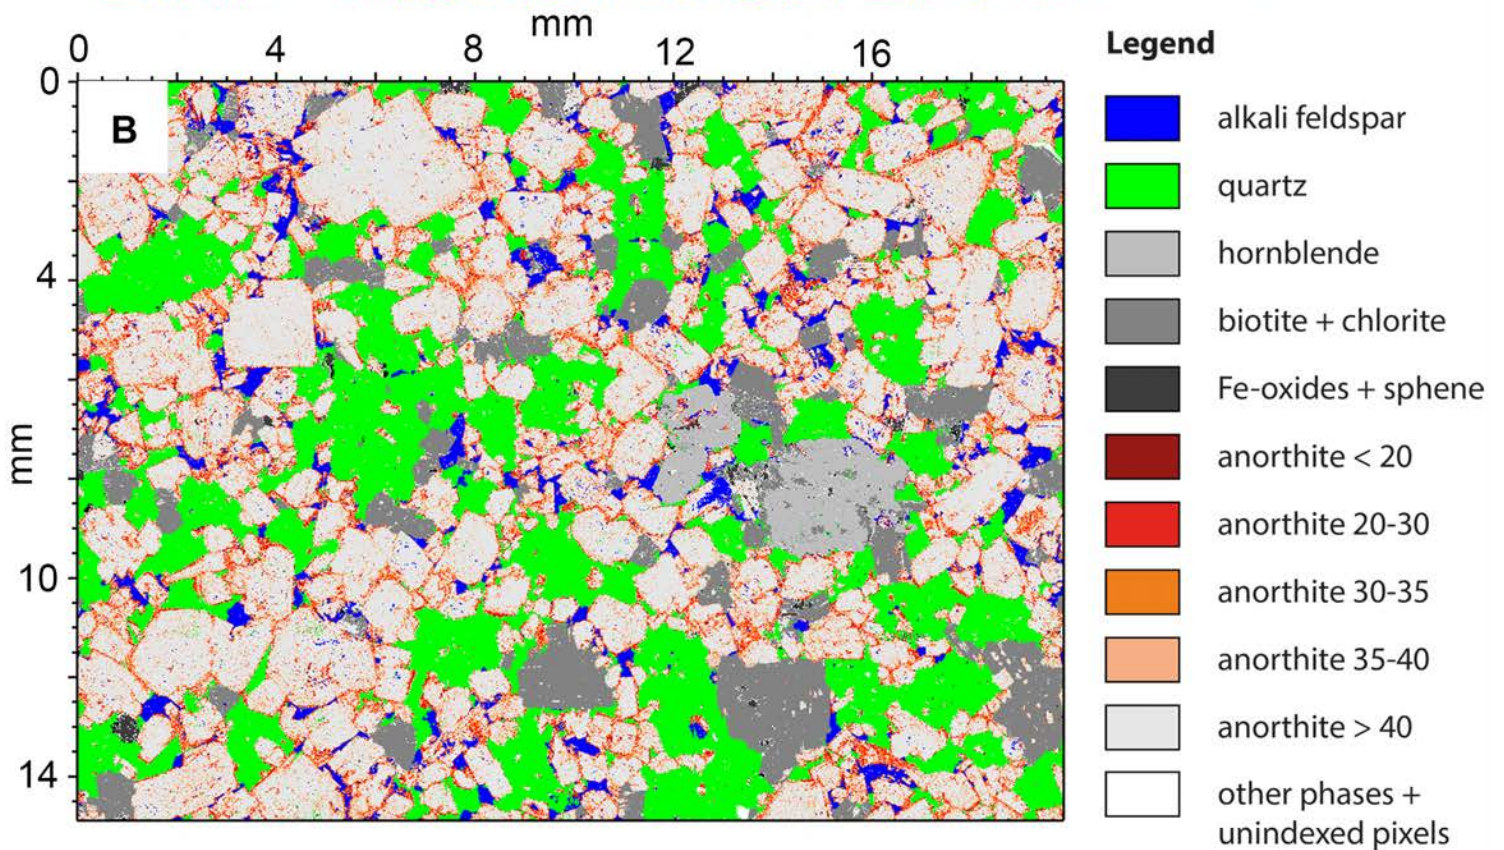 mm
0 4 8 12 16
0
4
mm
10
14
B
Legend
alkali feldspar
quartz
hornblende
biotite + chlorite
Fe-oxides + sphene
anorthite < 20
anorthite 20-30
anorthite 30-35
anorthite 35-40
anorthite > 40
other phases +
unindexed pixels